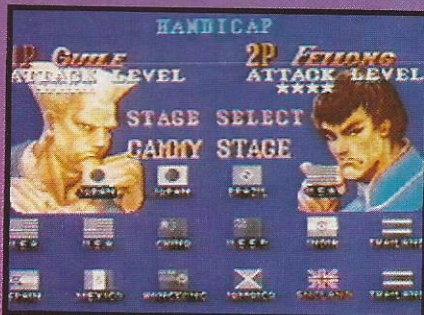 HANDICAP
1P GUILE 2P FEILONG
ATTACK LEVEL ATTACK LEVEL
STAGE SELECT
CAMMY STAGE
JAPAN JAPAN BRAZIL U.S.A.
U.S.A. U.S.A. CHINA U.S.S.R. INDIA THAILAND
SPAIN MEXICO HONGKONG JAMAICA ENGLAND THAILAND